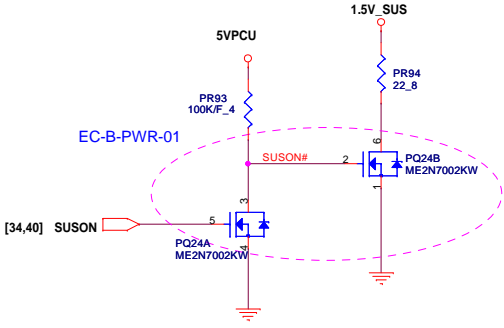 1.5V_SUS
5VPCU
PR94
22_8
PR93
100K/F_4
EC-B-PWR-01
SUSON#
2
6
1
PQ24B
ME2N7002KW
3
[34,40] SUSON
5
4
PQ24A
ME2N7002KW